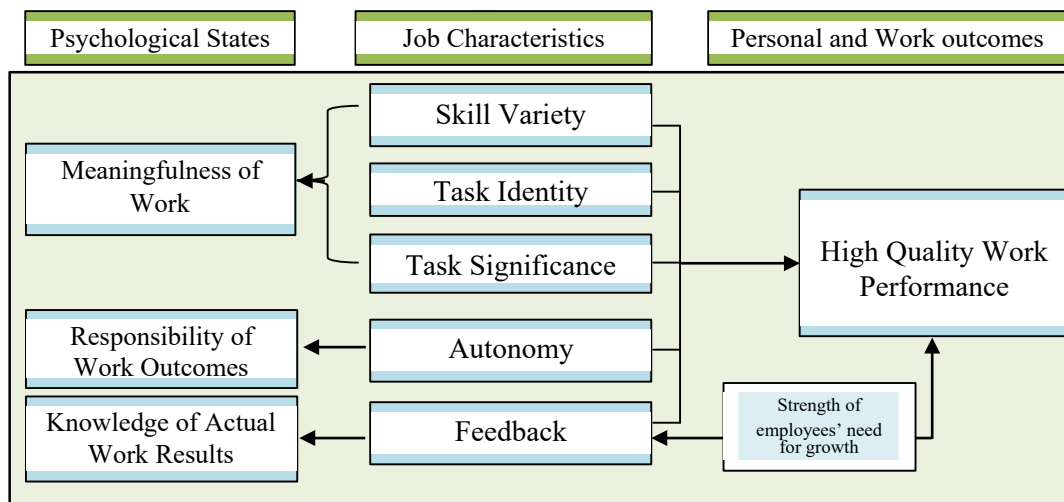 Psychological States
Job Characteristics
Personal and Work outcomes
Meaningfulness of
Work
Skill Variety
Task Identity
Task Significance
High Quality Work
Performance
Responsibility of
Work Outcomes
Autonomy
Knowledge of Actual
Work Results
Feedback
Strength of
employees’ need
for growth